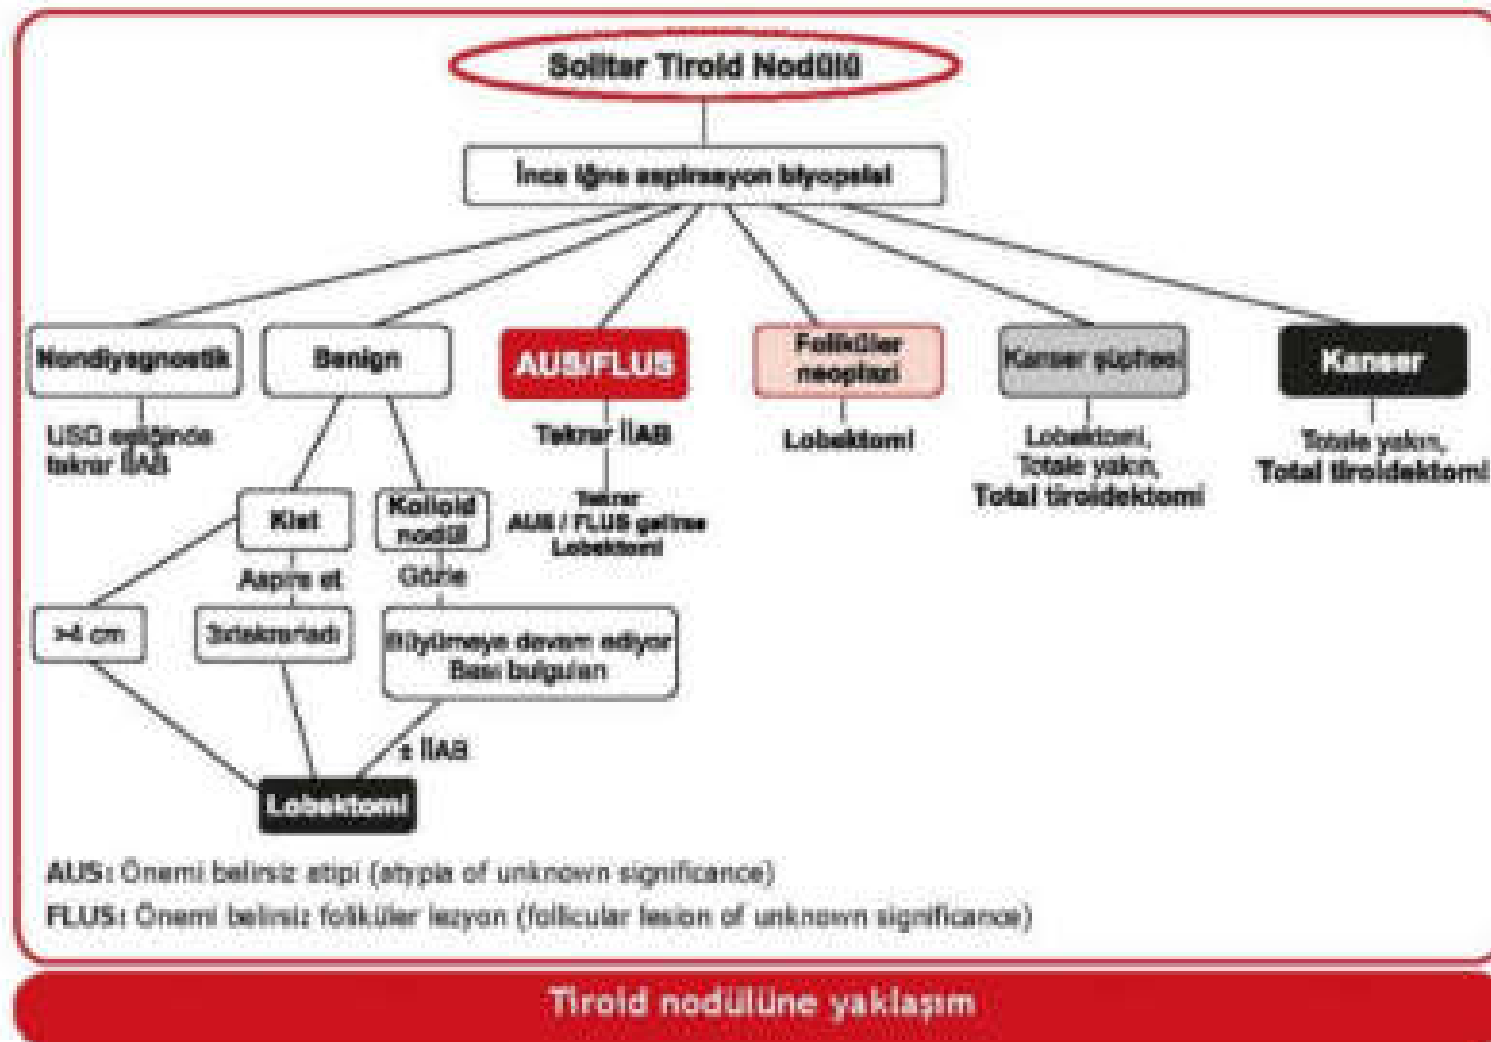 Soliter Tiroid Nodülü
İnce iğne aspirasyon biyopsisi
Nondiyagnostik
Benign
AUS/FLUS
Foliküler
neoplazi
Kanser şüphesi
Kanser
USG eşliğinde
tekrar İİAB
Tekrar İİAB
Lobektomi
Lobektomi,
Totale yakın,
Total tiroidektomi
Totale yakın,
Total tiroidektomi
Kist
Kolloid
nodül
Tekrar
AUS / FLUS gelirse
Lobektomi
Aspire et
Gözle
>4 cm
3xtekrarladı
Büyümeye devam ediyor
Bası bulguları
± İİAB
Lobektomi
AUS: Önemi belirsiz atipi (atypia of unknown significance)
FLUS: Önemi belirsiz foliküler lezyon (follicular lesion of unknown significance)
Tiroid nodülüne yaklaşım